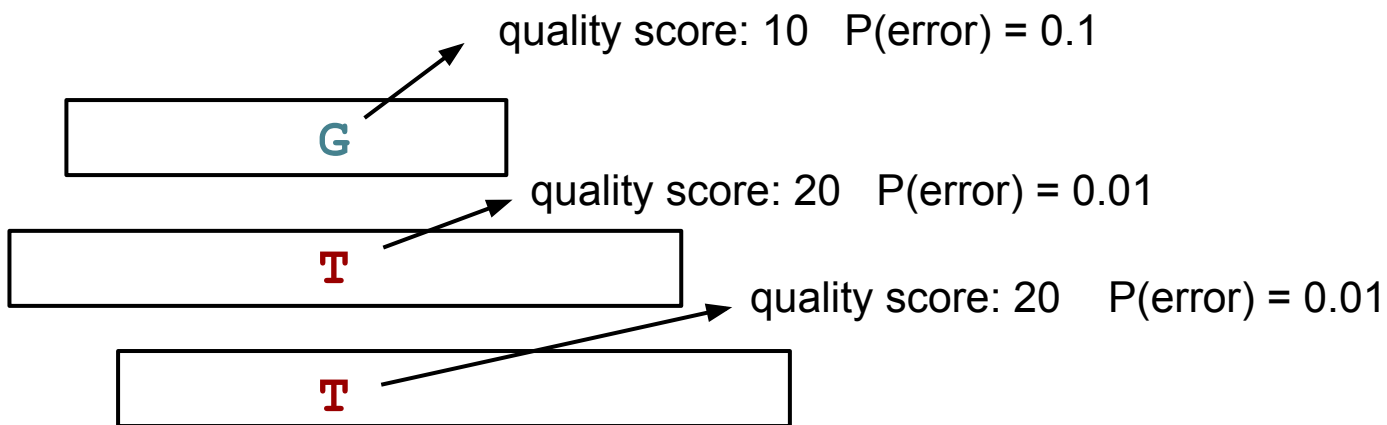 quality score: 10 P(error) = 0.1
G
quality score: 20 P(error) = 0.01
T
quality score: 20 P(error) = 0.01
T